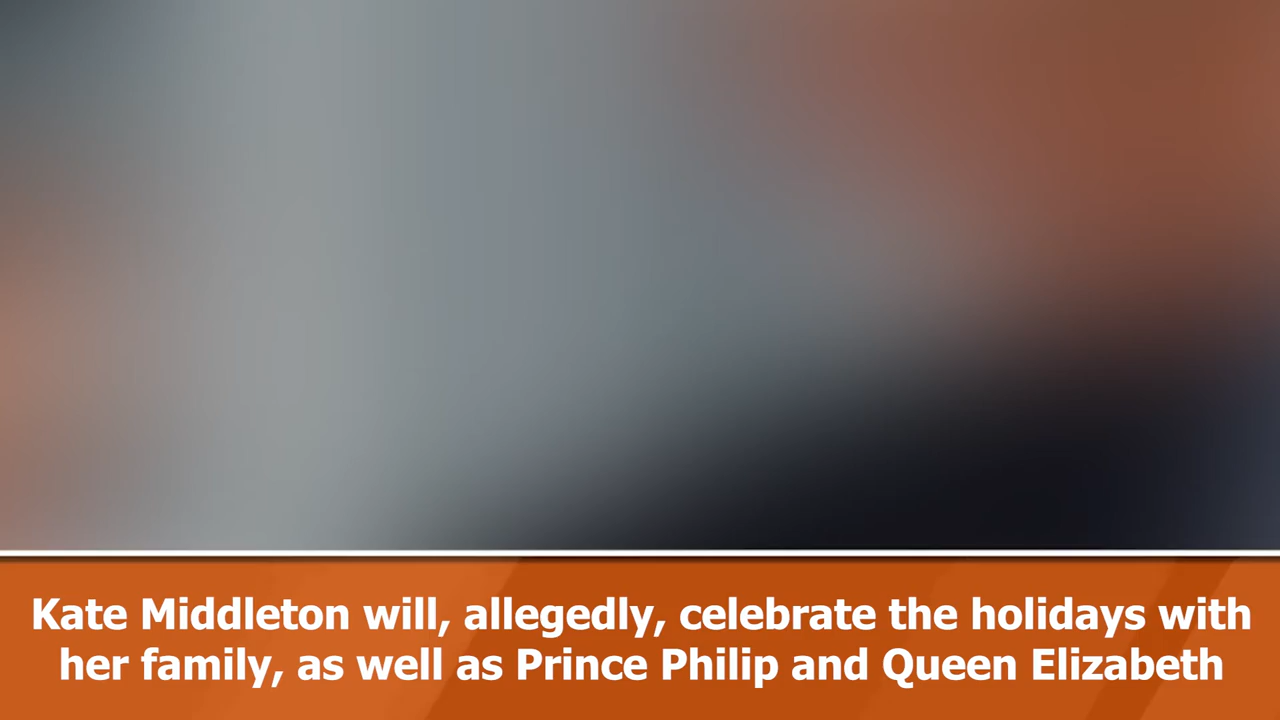 Kate Middleton will, allegedly, celebrate the holidays with
her family, as well as Prince Philip and Queen Elizabeth